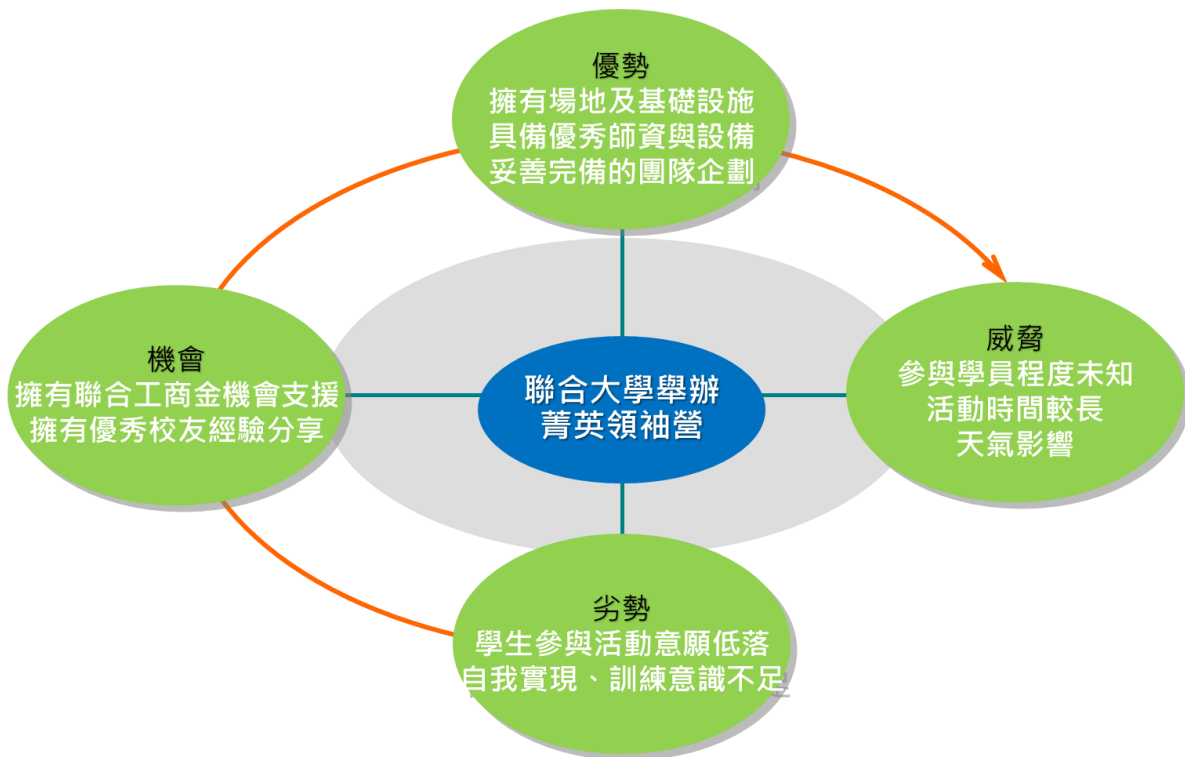 優勢
擁有場地及基礎設施
具備優秀師資與設備
妥善完備的團隊企劃
機會
擁有聯合工商金機會支援
擁有優秀校友經驗分享
聯合大學舉辦
菁英領袖營
威脅
參與學員程度未知
活動時間較長
天氣影響
劣勢
學生參與活動意願低落
自我實現、訓練意識不足